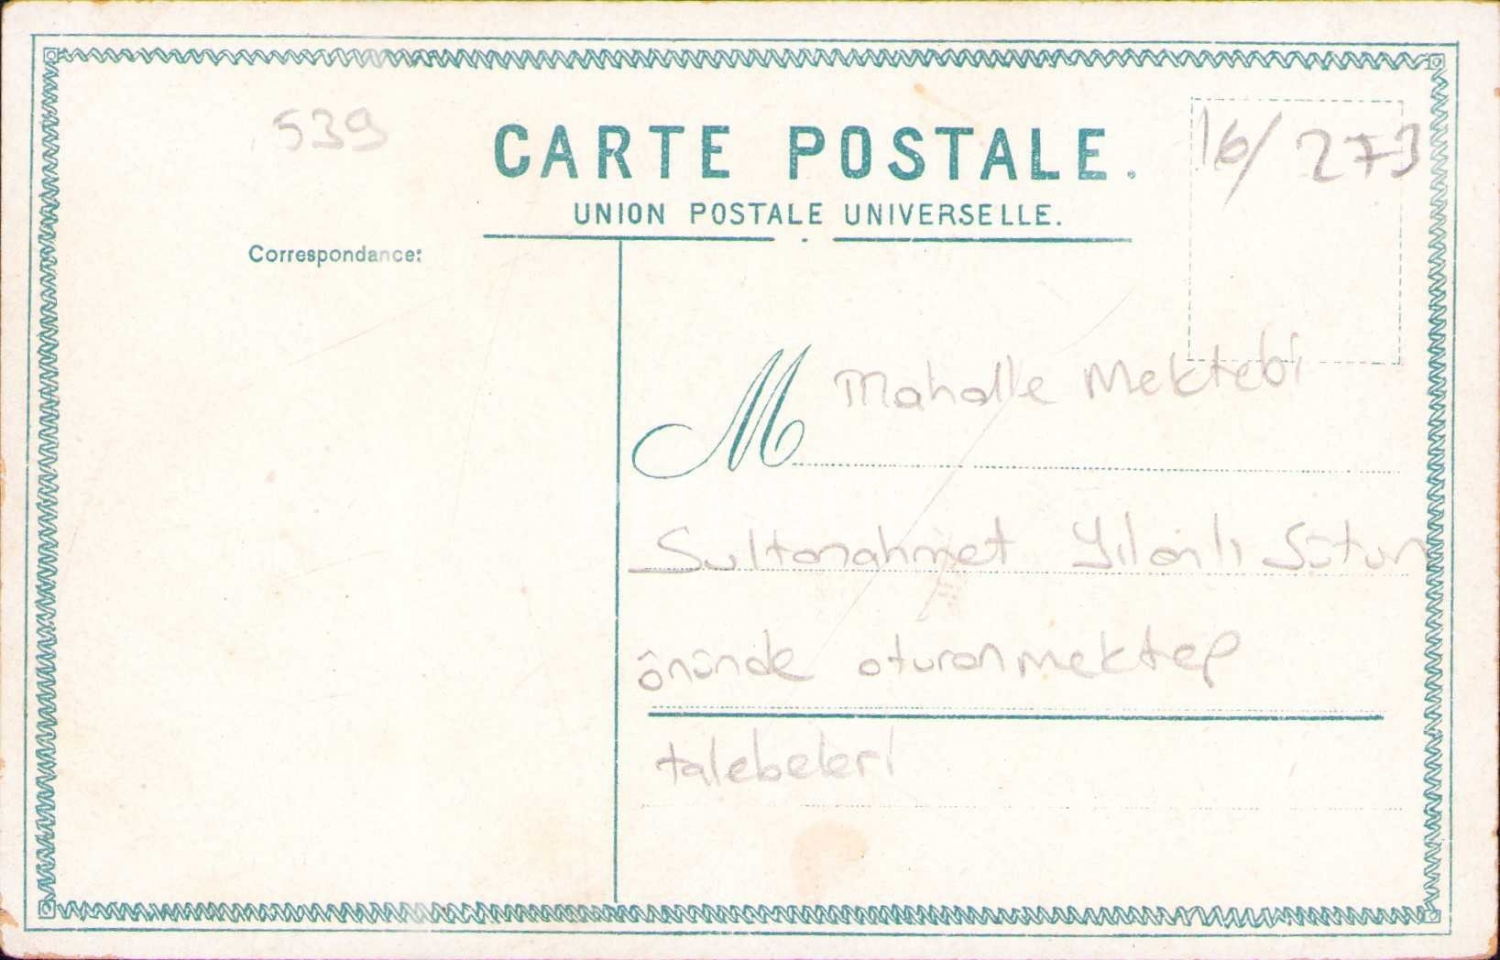 539
CARTE POSTALE.
16/273
UNION POSTALE UNIVERSELLE.
Correspondance:
M Mahalle Mektebi
Sultanahmet Yılanlı Sütun
önünde oturan mektep
talebeleri